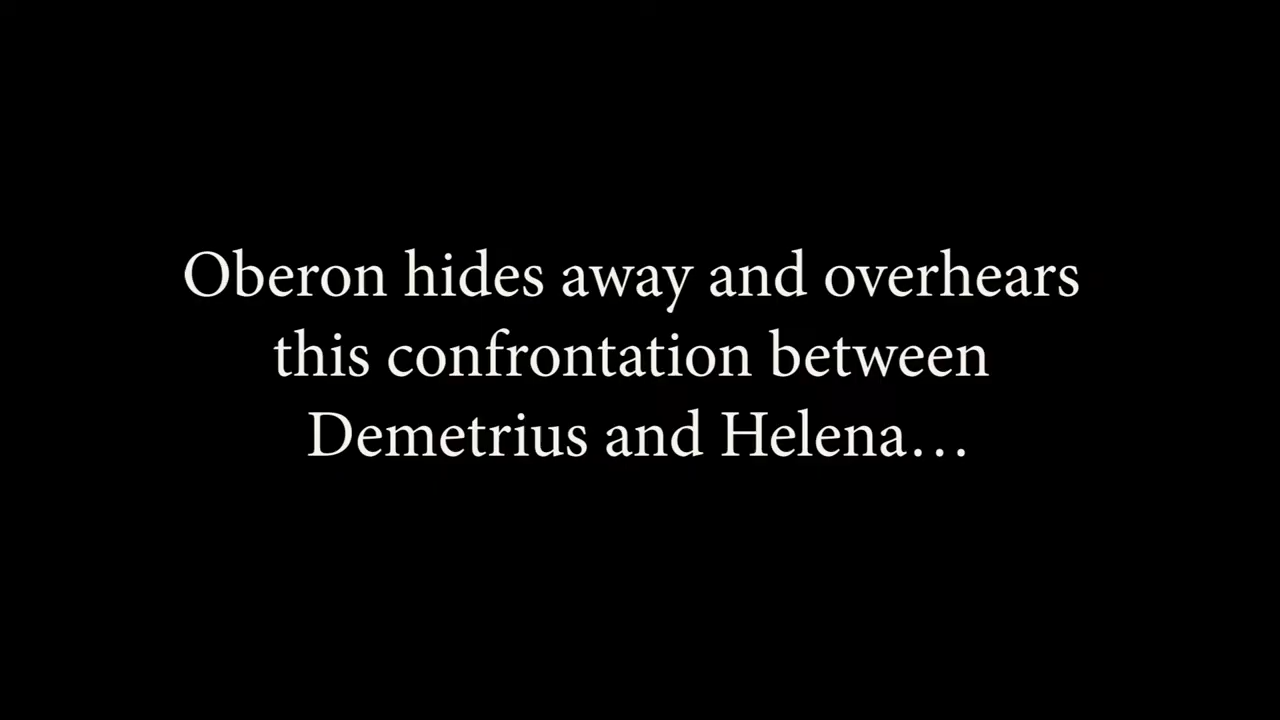 Oberon hides away and overhears
this confrontation between
Demetrius and Helena…